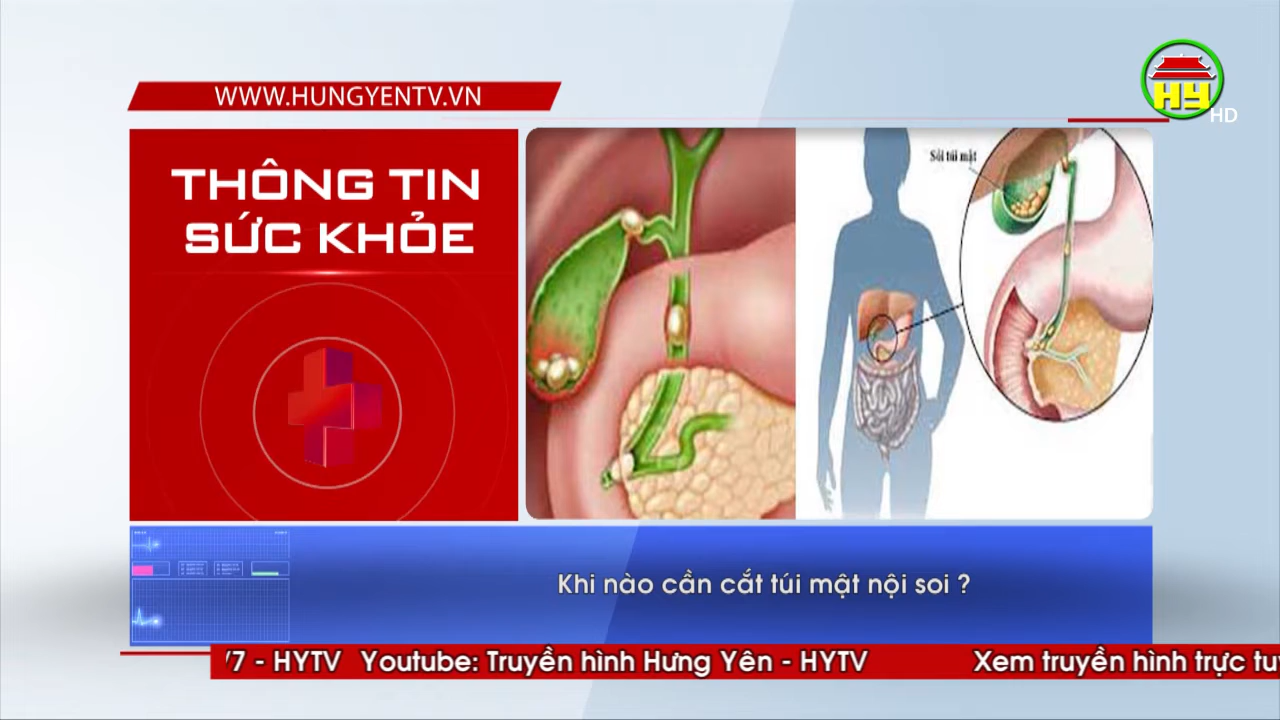 WWW.HUNGYENTV.VN
HY
HD
THÔNG TIN
SỨC KHỎE
Sỏi túi mật
Khi nào cần cắt túi mật nội soi ?
/7 - HYTV Youtube: Truyền hình Hưng Yên - HYTV Xem truyền hình trực tu